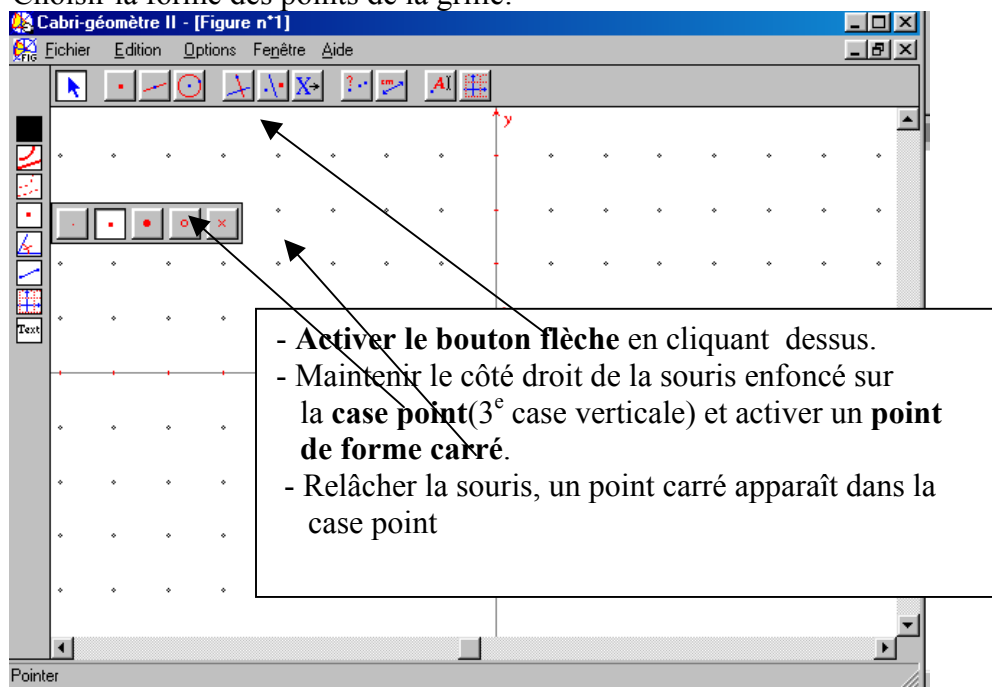 Choisir la forme des points de la grille.
Cabri-géomètre II - [Figure n°1]
FIG Fichier Edition Options Fenêtre Aide
? cm A
y
Text
- Activer le bouton flèche en cliquant dessus.
- Maintenir le côté droit de la souris enfoncé sur
la case point(3e case verticale) et activer un point
de forme carré.
- Relâcher la souris, un point carré apparaît dans la
case point
Pointer